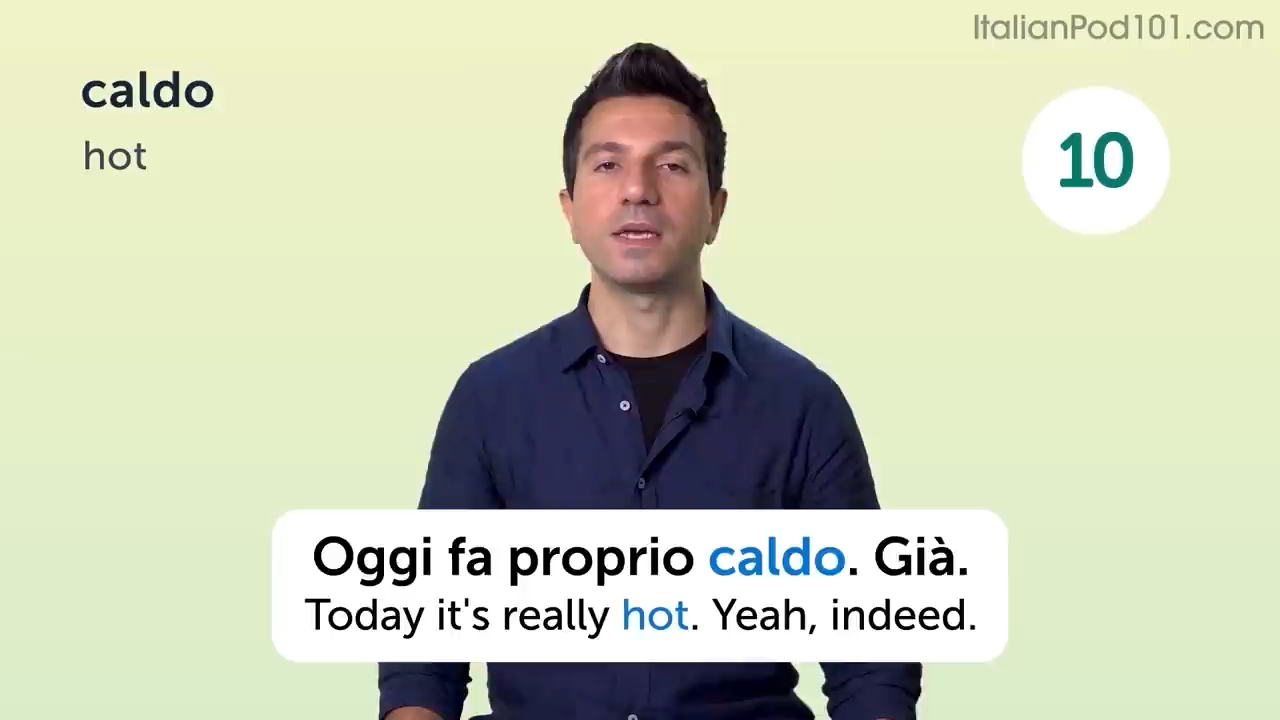 ItalianPod101.com
caldo
hot
10
Oggi fa proprio caldo. Già.
Today it's really hot. Yeah, indeed.